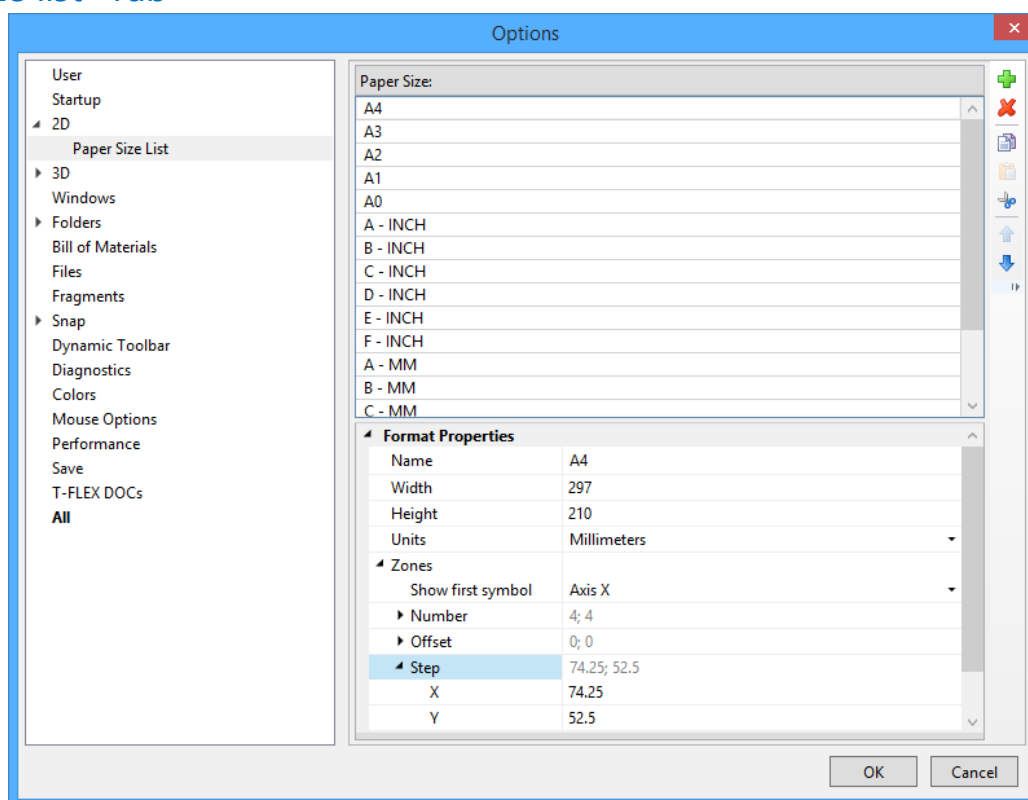 Options
User
Startup
2D
Paper Size List
3D
Windows
Folders
Bill of Materials
Files
Fragments
Snap
Dynamic Toolbar
Diagnostics
Colors
Mouse Options
Performance
Save
T-FLEX DOCs
All
Paper Size:
A4
A3
A2
A1
A0
A - INCH
B - INCH
C - INCH
D - INCH
E - INCH
F - INCH
A - MM
B - MM
C - MM
Format Properties
Name A4
Width 297
Height 210
Units Millimeters
Zones
Show first symbol Axis X
Number 4; 4
Offset 0; 0
Step 74.25; 52.5
X 74.25
Y 52.5
OK Cancel